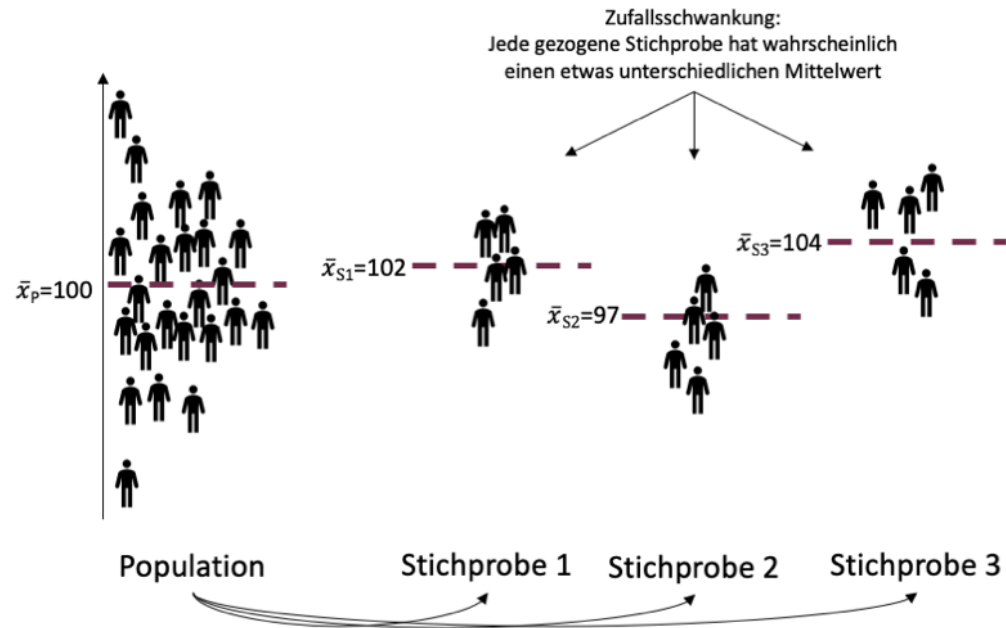 Zufallsschwankung:
Jede gezogene Stichprobe hat wahrscheinlich
einen etwas unterschiedlichen Mittelwert
x̄P=100
x̄S1=102
x̄S2=97
x̄S3=104
Population
Stichprobe 1
Stichprobe 2
Stichprobe 3